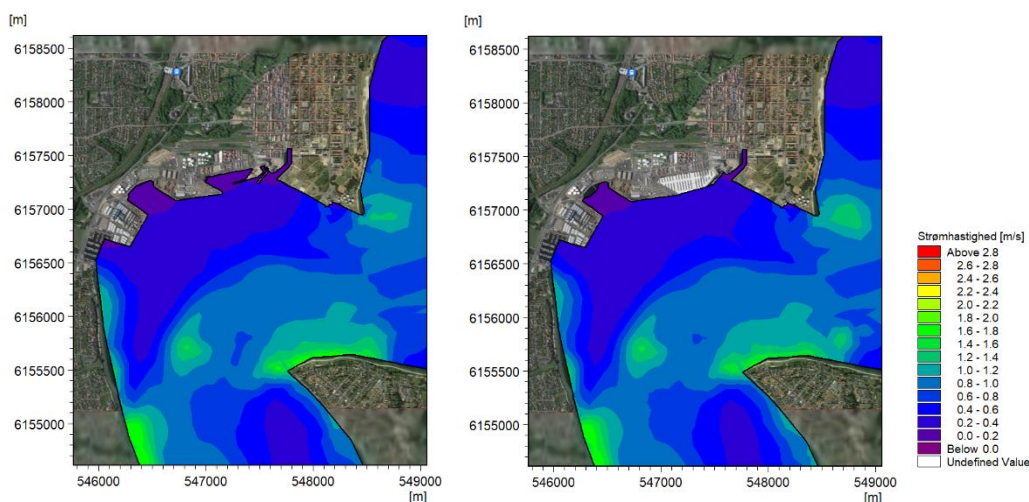 [m]
6158500
6158000
6157500
6157000
6156500
6156000
6155500
6155000
546000 547000 548000 549000
[m]
[m]
6158500
6158000
6157500
6157000
6156500
6156000
6155500
6155000
546000 547000 548000 549000
[m]
Strømhastighed [m/s]
Above 2.8
2.6 - 2.8
2.4 - 2.6
2.2 - 2.4
2.0 - 2.2
1.8 - 2.0
1.6 - 1.8
1.4 - 1.6
1.2 - 1.4
1.0 - 1.2
0.8 - 1.0
0.6 - 0.8
0.4 - 0.6
0.2 - 0.4
0.0 - 0.2
Below 0.0
Undefined Value